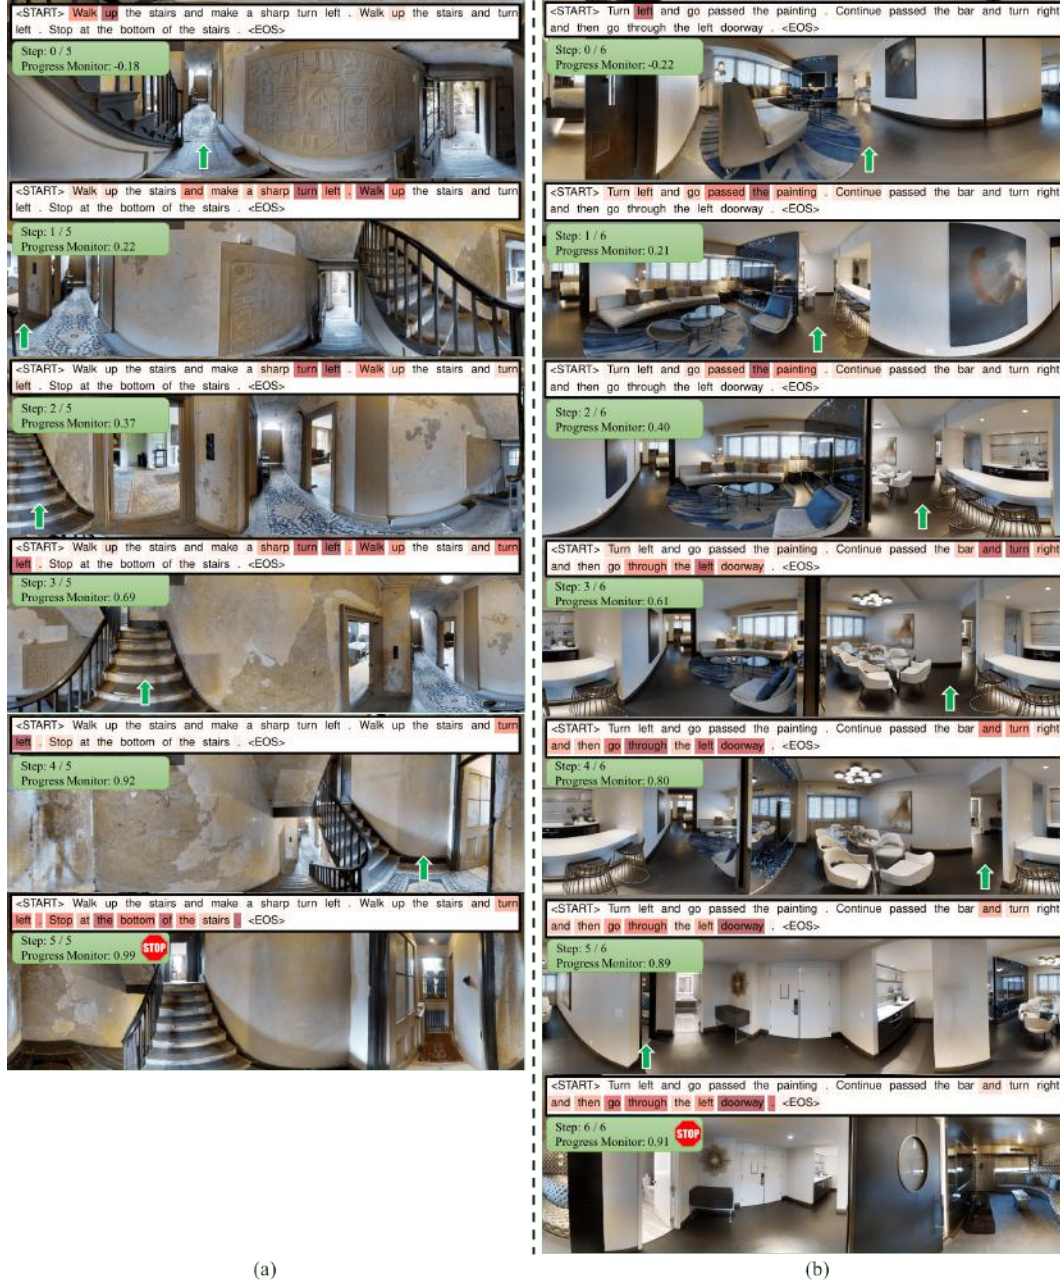 <START> Walk up the stairs and make a sharp turn left . Walk up the stairs and turn
left . Stop at the bottom of the stairs . <EOS>
Step: 0 / 5
Progress Monitor: -0.18
<START> Walk up the stairs and make a sharp turn left . Walk up the stairs and turn
left . Stop at the bottom of the stairs . <EOS>
Step: 1 / 5
Progress Monitor: 0.22
<START> Walk up the stairs and make a sharp turn left . Walk up the stairs and turn
left . Stop at the bottom of the stairs . <EOS>
Step: 2 / 5
Progress Monitor: 0.37
<START> Walk up the stairs and make a sharp turn left . Walk up the stairs and turn
left . Stop at the bottom of the stairs . <EOS>
Step: 3 / 5
Progress Monitor: 0.69
<START> Walk up the stairs and make a sharp turn left . Walk up the stairs and turn
left . Stop at the bottom of the stairs . <EOS>
Step: 4 / 5
Progress Monitor: 0.92
<START> Walk up the stairs and make a sharp turn left . Walk up the stairs and turn
left . Stop at the bottom of the stairs . <EOS>
Step: 5 / 5
Progress Monitor: 0.99
STOP
(a)
<START> Turn left and go passed the painting . Continue passed the bar and turn right
and then go through the left doorway . <EOS>
Step: 0 / 6
Progress Monitor: -0.22
<START> Turn left and go passed the painting . Continue passed the bar and turn right
and then go through the left doorway . <EOS>
Step: 1 / 6
Progress Monitor: 0.21
<START> Turn left and go passed the painting . Continue passed the bar and turn right
and then go through the left doorway . <EOS>
Step: 2 / 6
Progress Monitor: 0.40
<START> Turn left and go passed the painting . Continue passed the bar and turn right
and then go through the left doorway . <EOS>
Step: 3 / 6
Progress Monitor: 0.61
<START> Turn left and go passed the painting . Continue passed the bar and turn right
and then go through the left doorway . <EOS>
Step: 4 / 6
Progress Monitor: 0.80
<START> Turn left and go passed the painting . Continue passed the bar and turn right
and then go through the left doorway . <EOS>
Step: 5 / 6
Progress Monitor: 0.89
<START> Turn left and go passed the painting . Continue passed the bar and turn right
and then go through the left doorway . <EOS>
Step: 6 / 6
Progress Monitor: 0.91
STOP
(b)